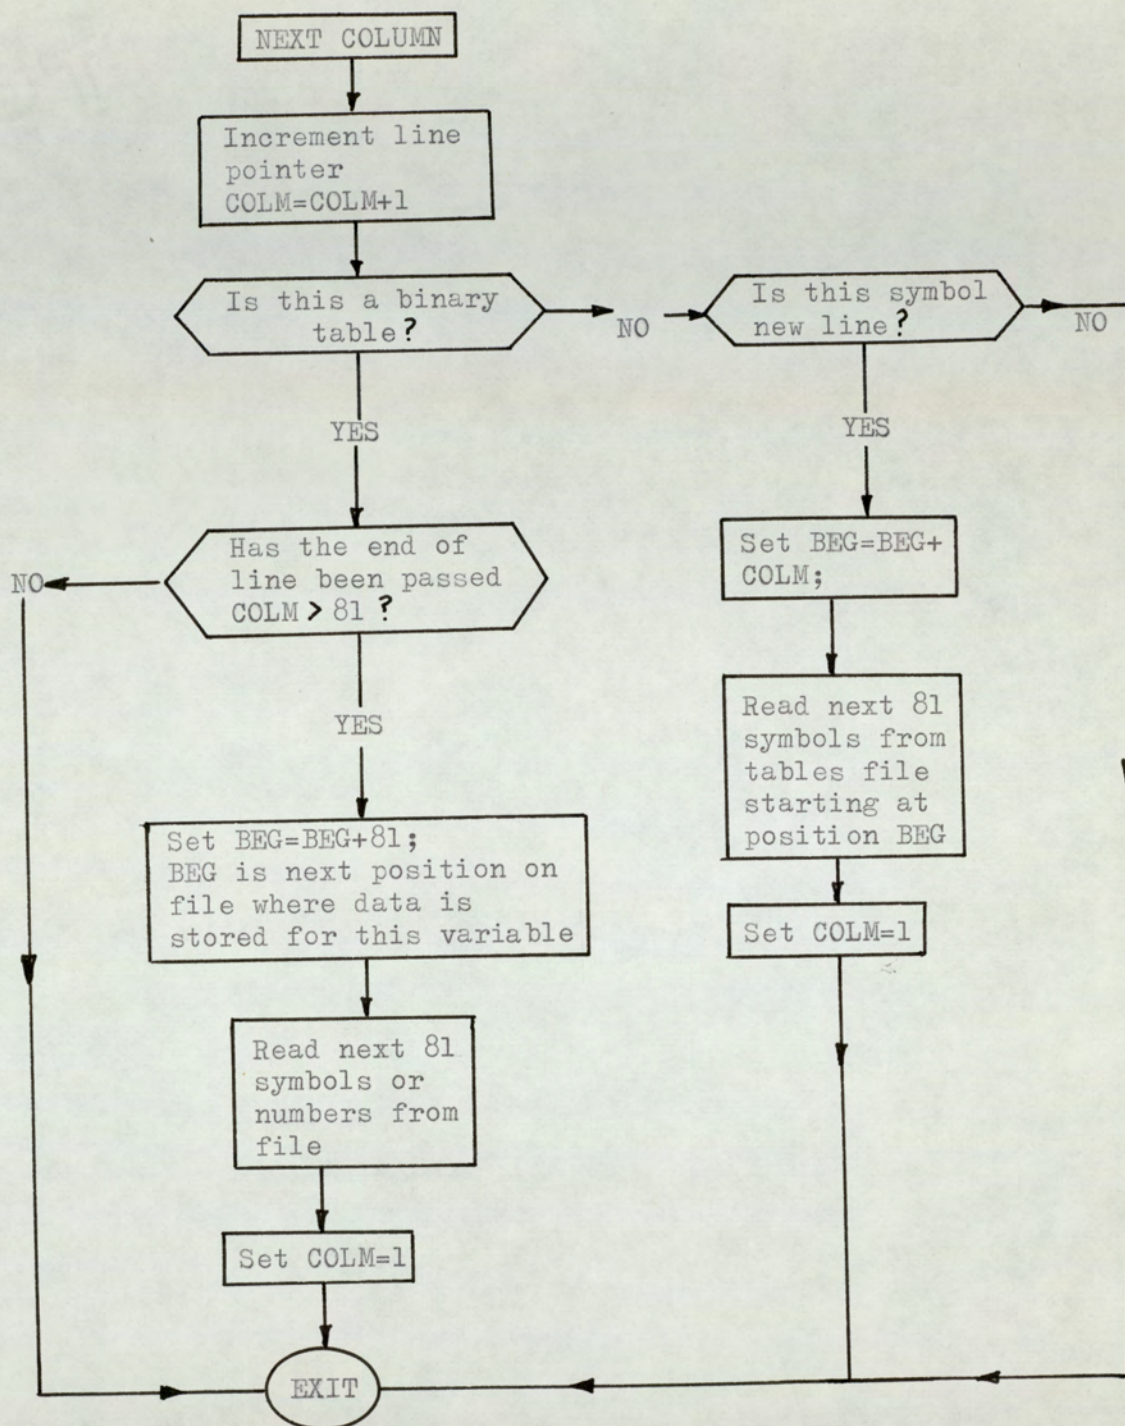 NEXT COLUMN
Increment line
pointer
COLM=COLM+1
Is this a binary
table?
NO
Is this symbol
new line?
NO
YES
YES
Has the end of
line been passed
COLM > 81 ?
NO
Set BEG=BEG+
COLM;
YES
Read next 81
symbols from
tables file
starting at
position BEG
Set BEG=BEG+81;
BEG is next position on
file where data is
stored for this variable
Set COLM=1
Read next 81
symbols or
numbers from
file
Set COLM=1
EXIT